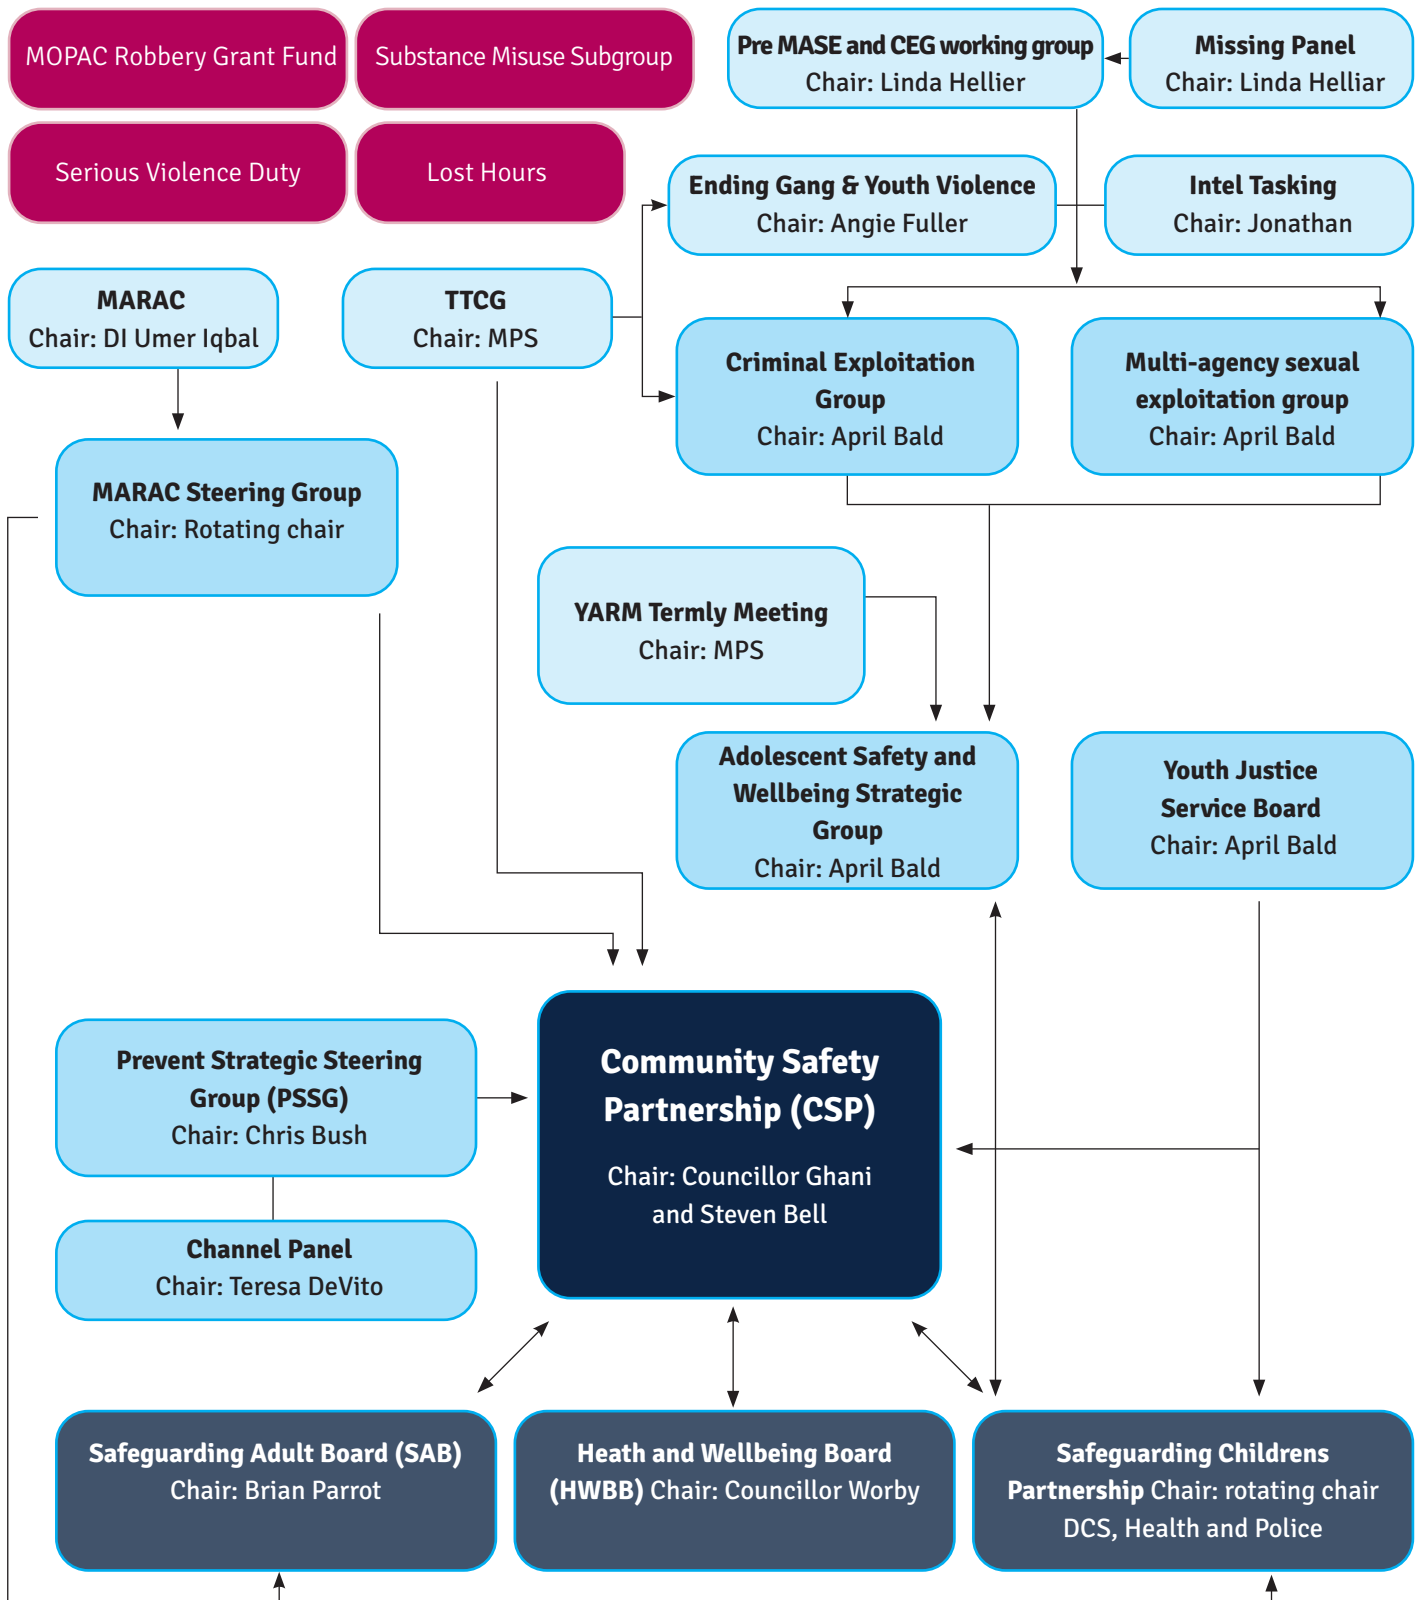 MOPAC Robbery Grant Fund
Substance Misuse Subgroup
Pre MASE and CEG working group
Chair: Linda Hellier
Missing Panel
Chair: Linda Helliar
Serious Violence Duty
Lost Hours
Ending Gang & Youth Violence
Chair: Angie Fuller
Intel Tasking
Chair: Jonathan
MARAC
Chair: DI Umer Iqbal
TTCG
Chair: MPS
Criminal Exploitation
Group
Chair: April Bald
Multi-agency sexual
exploitation group
Chair: April Bald
MARAC Steering Group
Chair: Rotating chair
YARM Termly Meeting
Chair: MPS
Adolescent Safety and
Wellbeing Strategic
Group
Chair: April Bald
Youth Justice
Service Board
Chair: April Bald
Prevent Strategic Steering
Group (PSSG)
Chair: Chris Bush
Community Safety
Partnership (CSP)
Chair: Councillor Ghani
and Steven Bell
Channel Panel
Chair: Teresa DeVito
Safeguarding Adult Board (SAB)
Chair: Brian Parrot
Heath and Wellbeing Board
(HWBB) Chair: Councillor Worby
Safeguarding Childrens
Partnership Chair: rotating chair
DCS, Health and Police